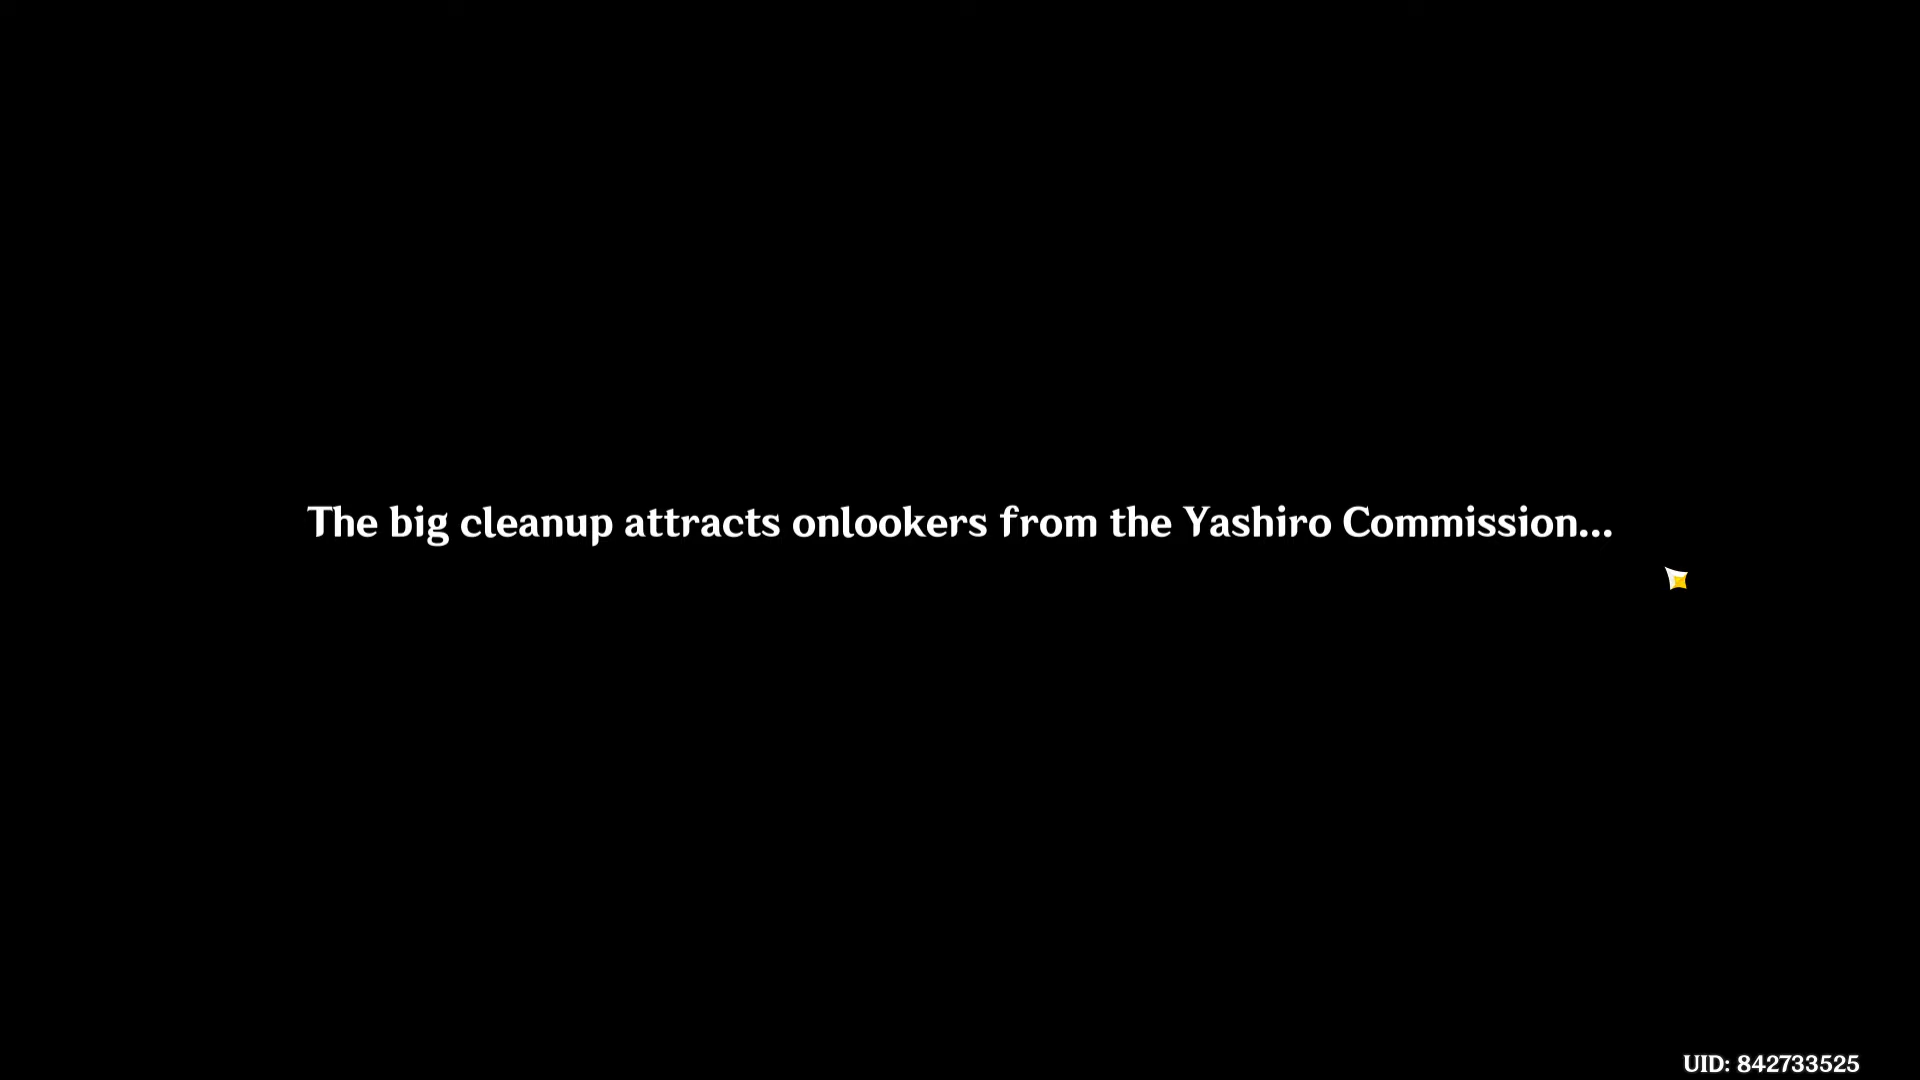 The big cleanup attracts onlookers from the Yashiro Commission...
UID: 842733525